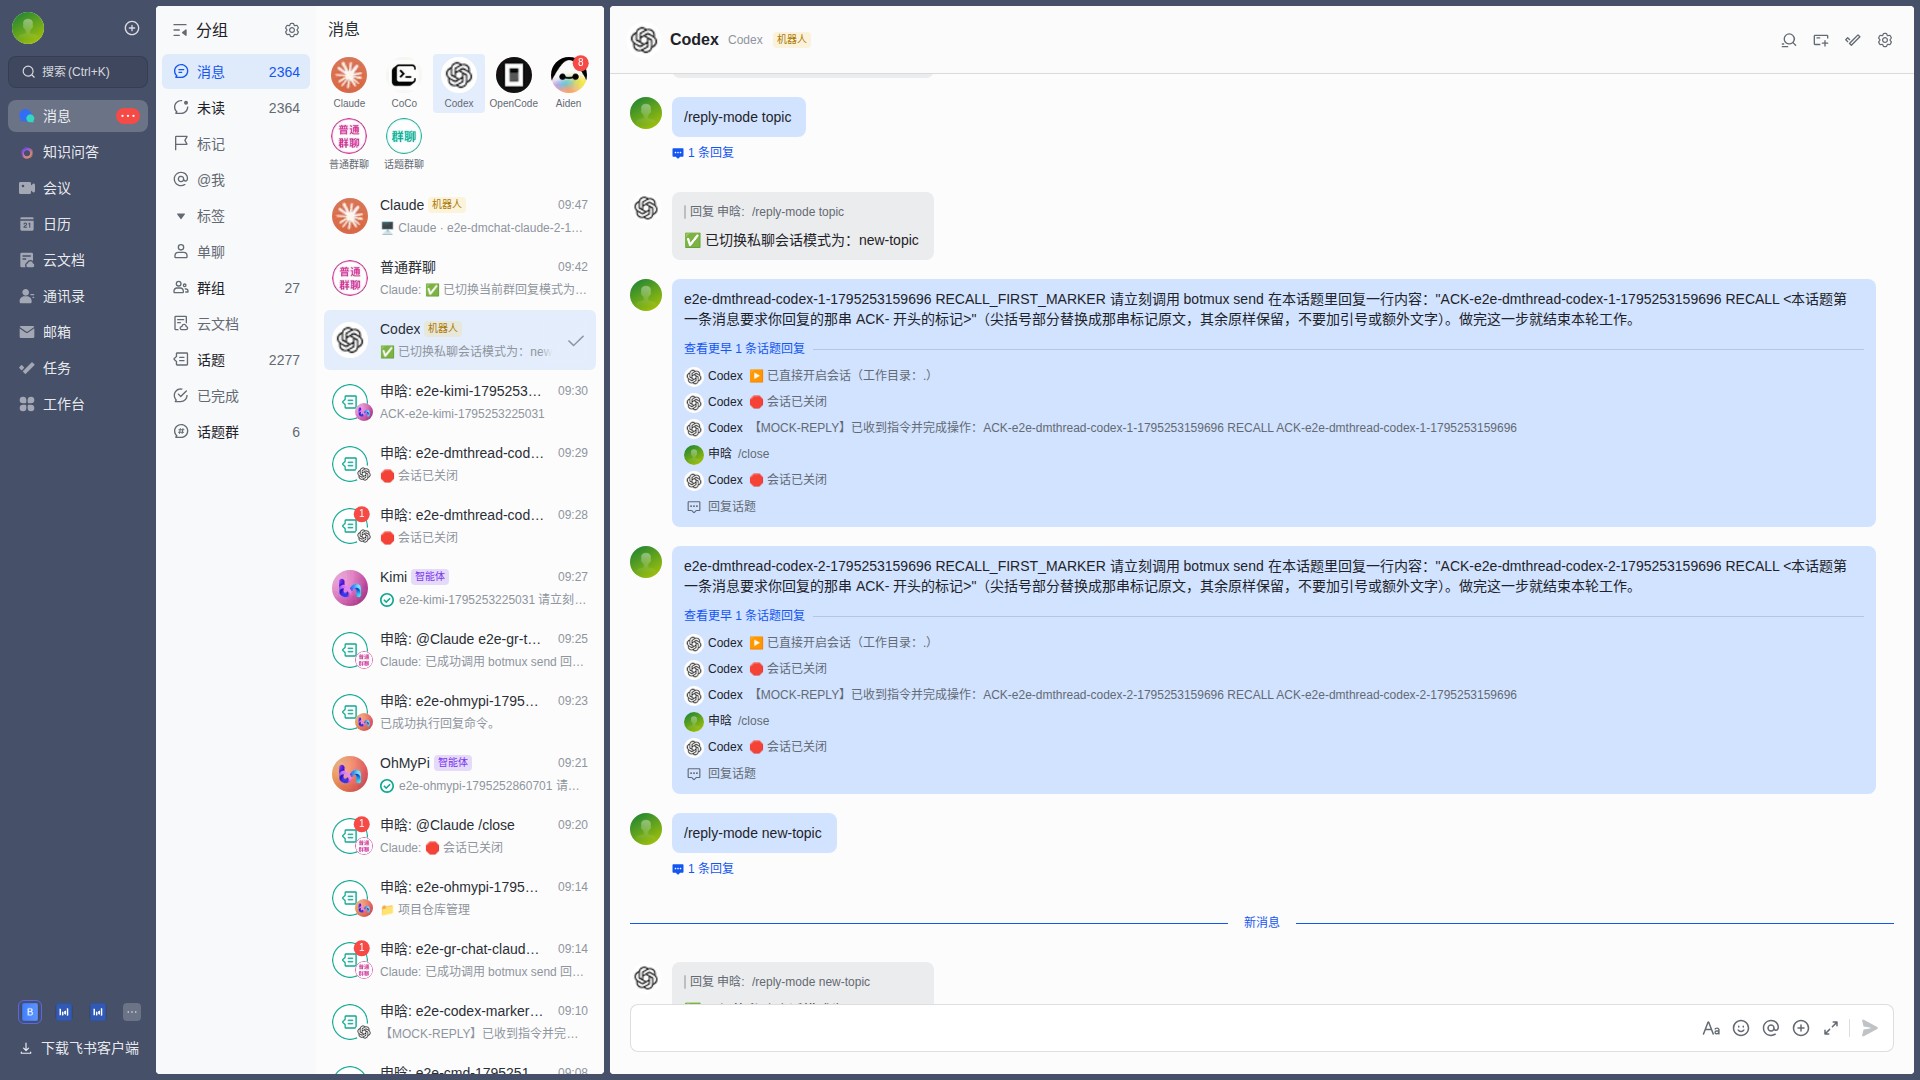 搜索 (Ctrl+K)
消息
知识问答
会议
日历
云文档
通讯录
邮箱
任务
工作台
B
下载飞书客户端
分组
消息 2364
未读 2364
标记
@我
标签
单聊
群组 27
云文档
话题 2277
已完成
话题群 6
消息
8
Claude CoCo Codex OpenCode Aiden
普通群聊 群聊
普通群聊 话题群聊
Claude 机器人 09:47
🖥️ Claude · e2e-dmchat-claude-2-1…
普通群聊
普通群聊 09:42
Claude: ✅ 已切换当前群回复模式为…
Codex 机器人
✅ 已切换私聊会话模式为：new
申晗: e2e-kimi-1795253… 09:30
ACK-e2e-kimi-1795253225031
申晗: e2e-dmthread-cod… 09:29
🛑 会话已关闭
1
申晗: e2e-dmthread-cod… 09:28
🛑 会话已关闭
Kimi 智能体 09:27
e2e-kimi-1795253225031 请立刻…
申晗: @Claude e2e-gr-t… 09:25
Claude: 已成功调用 botmux send 回…
申晗: e2e-ohmypi-1795… 09:23
已成功执行回复命令。
OhMyPi 智能体 09:21
e2e-ohmypi-1795252860701 请…
1
申晗: @Claude /close 09:20
Claude: 🛑 会话已关闭
申晗: e2e-ohmypi-1795… 09:14
📁 项目仓库管理
1
申晗: e2e-gr-chat-claud… 09:14
Claude: 已成功调用 botmux send 回…
申晗: e2e-codex-marker… 09:10
【MOCK-REPLY】已收到指令并完…
申晗: e2e-cmd-1795251… 09:08
Codex Codex 机器人
/reply-mode topic
1 条回复
回复 申晗：/reply-mode topic
✅ 已切换私聊会话模式为：new-topic
e2e-dmthread-codex-1-1795253159696 RECALL_FIRST_MARKER 请立刻调用 botmux send 在本话题里回复一行内容："ACK-e2e-dmthread-codex-1-1795253159696 RECALL <本话题第
一条消息要求你回复的那串 ACK- 开头的标记>"（尖括号部分替换成那串标记原文，其余原样保留，不要加引号或额外文字）。做完这一步就结束本轮工作。
查看更早 1 条话题回复
Codex ▶️ 已直接开启会话（工作目录：.）
Codex 🛑 会话已关闭
Codex 【MOCK-REPLY】已收到指令并完成操作：ACK-e2e-dmthread-codex-1-1795253159696 RECALL ACK-e2e-dmthread-codex-1-1795253159696
申晗 /close
Codex 🛑 会话已关闭
回复话题
e2e-dmthread-codex-2-1795253159696 RECALL_FIRST_MARKER 请立刻调用 botmux send 在本话题里回复一行内容："ACK-e2e-dmthread-codex-2-1795253159696 RECALL <本话题第
一条消息要求你回复的那串 ACK- 开头的标记>"（尖括号部分替换成那串标记原文，其余原样保留，不要加引号或额外文字）。做完这一步就结束本轮工作。
查看更早 1 条话题回复
Codex ▶️ 已直接开启会话（工作目录：.）
Codex 🛑 会话已关闭
Codex 【MOCK-REPLY】已收到指令并完成操作：ACK-e2e-dmthread-codex-2-1795253159696 RECALL ACK-e2e-dmthread-codex-2-1795253159696
申晗 /close
Codex 🛑 会话已关闭
回复话题
/reply-mode new-topic
1 条回复
新消息
回复 申晗：/reply-mode new-topic
Aa